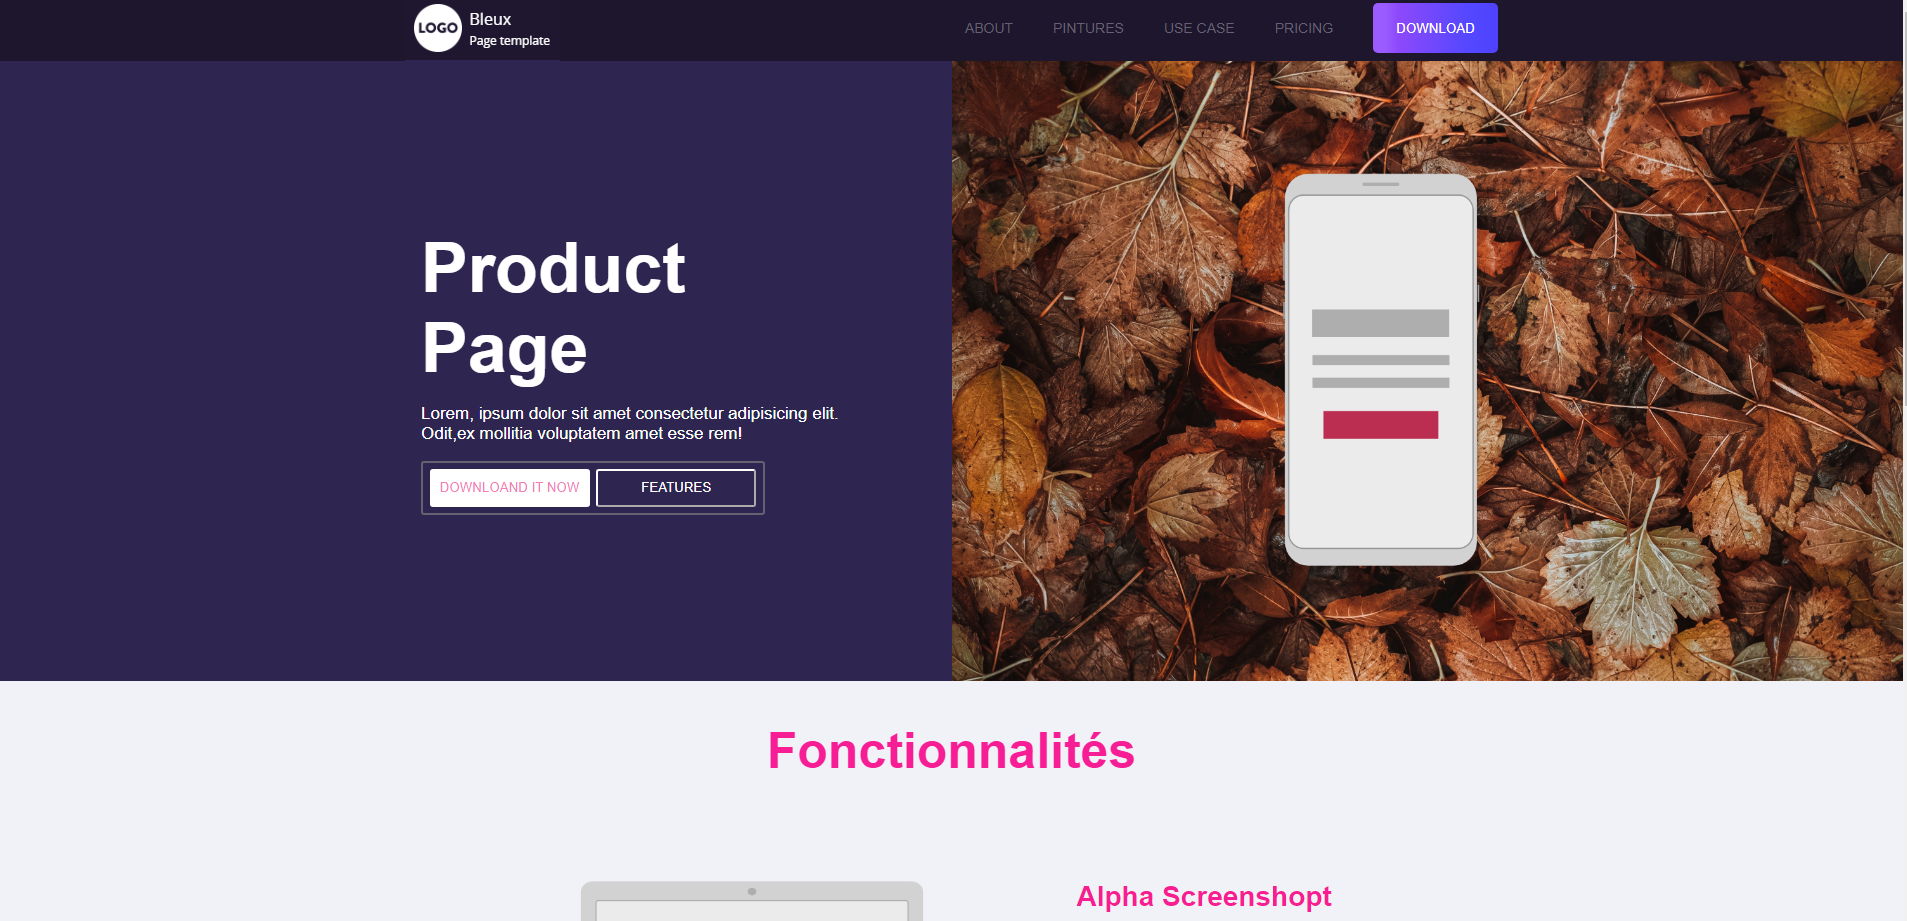 LOGO
Bleux
Page template
ABOUT
PINTURES
USE CASE
PRICING
DOWNLOAD
Product
Page
Lorem, ipsum dolor sit amet consectetur adipisicing elit.
Odit,ex mollitia voluptatem amet esse rem!
DOWNLOAND IT NOW
FEATURES
Fonctionnalités
Alpha Screenshopt